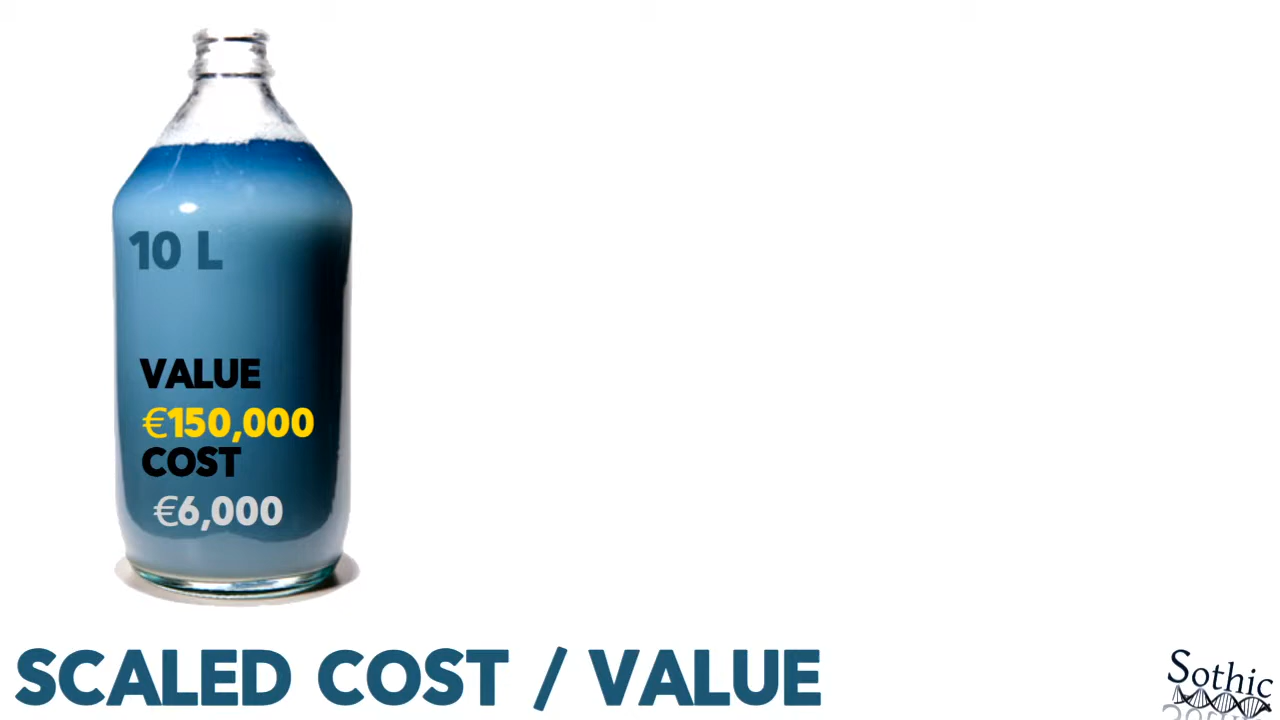 10 L
VALUE
€150,000
COST
€6,000
SCALED COST / VALUE
Sothic